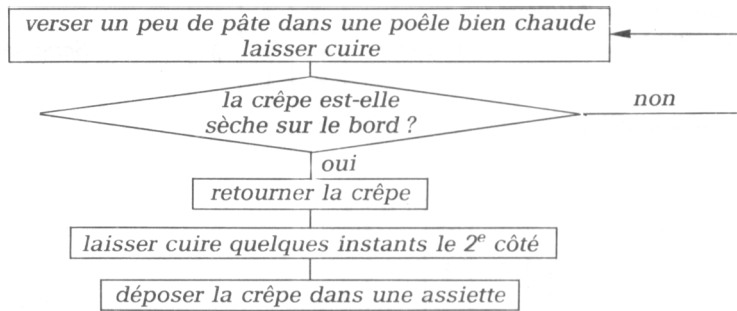 verser un peu de pâte dans une poêle bien chaude
laisser cuire
la crêpe est-elle
sèche sur le bord ?
non
oui
retourner la crêpe
laisser cuire quelques instants le 2e côté
déposer la crêpe dans une assiette